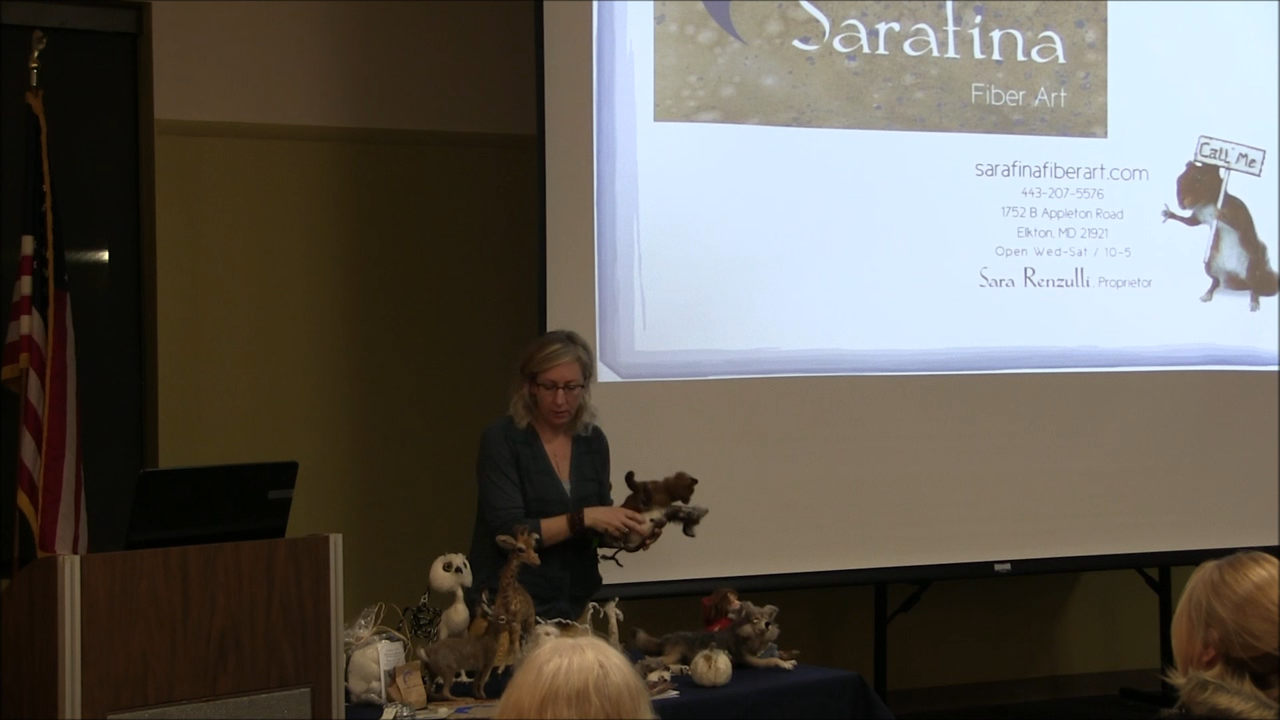 Sarafina
Fiber Art
Call Me
sarafinafiberart.com
443-207-5576
1752 B Appleton Road
Elkton, MD 21921
Open Wed-Sat / 10-5
Sara Renzulli, Proprietor